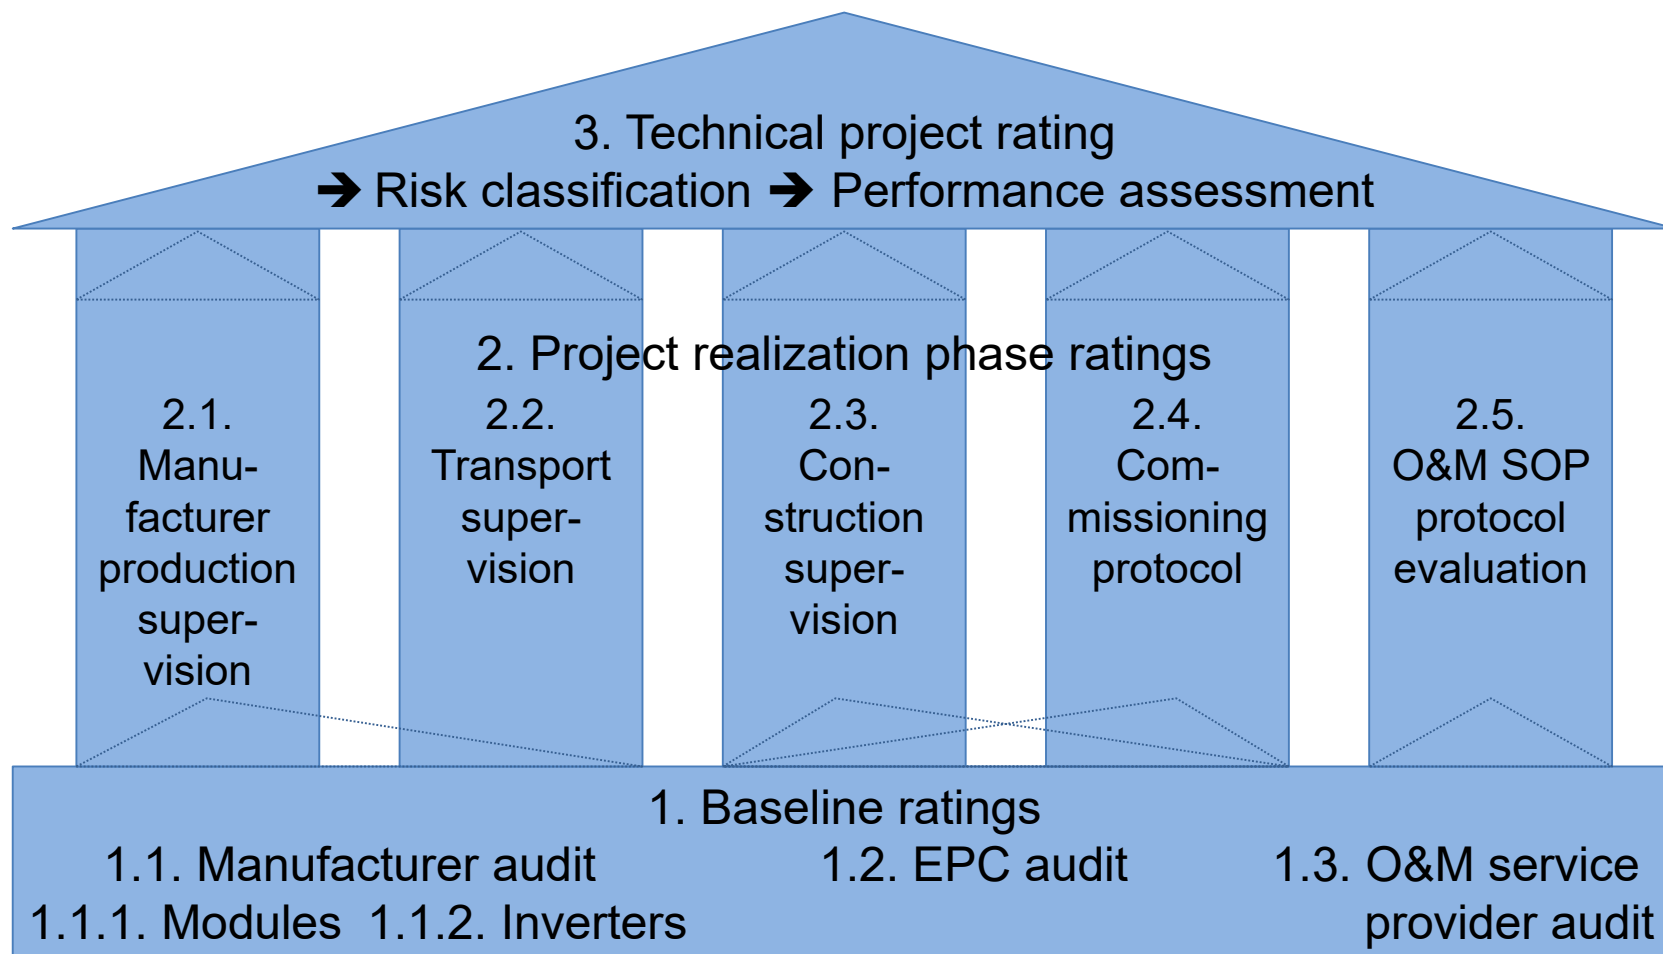 3. Technical project rating
➔ Risk classification ➔ Performance assessment
2. Project realization phase ratings
2.1.
Manu-
facturer
production
super-
vision
2.2.
Transport
super-
vision
2.3.
Con-
struction
super-
vision
2.4.
Com-
missioning
protocol
2.5.
O&M SOP
protocol
evaluation
1. Baseline ratings
1.1. Manufacturer audit
1.1.1. Modules 1.1.2. Inverters
1.2. EPC audit
1.3. O&M service
provider audit